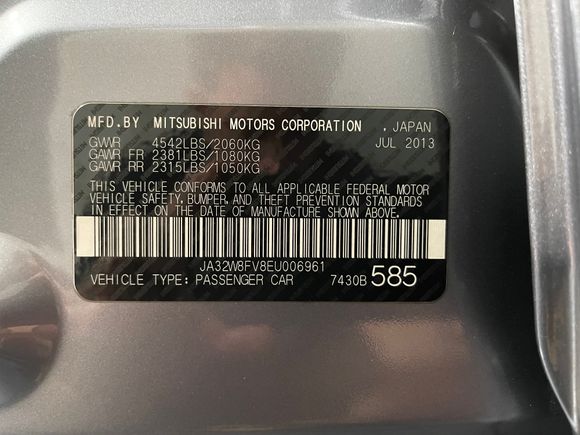 MFD.BY MITSUBISHI MOTORS CORPORATION , JAPAN
GVWR 4542LBS/2060KG JUL 2013
GAWR FR 2381LBS/1080KG
GAWR RR 2315LBS/1050KG
THIS VEHICLE CONFORMS TO ALL APPLICABLE FEDERAL MOTOR
VEHICLE SAFETY, BUMPER, AND THEFT PREVENTION STANDARDS
IN EFFECT ON THE DATE OF MANUFACTURE SHOWN ABOVE.
JA32W8FV8EU006961
VEHICLE TYPE: PASSENGER CAR 7430B 585